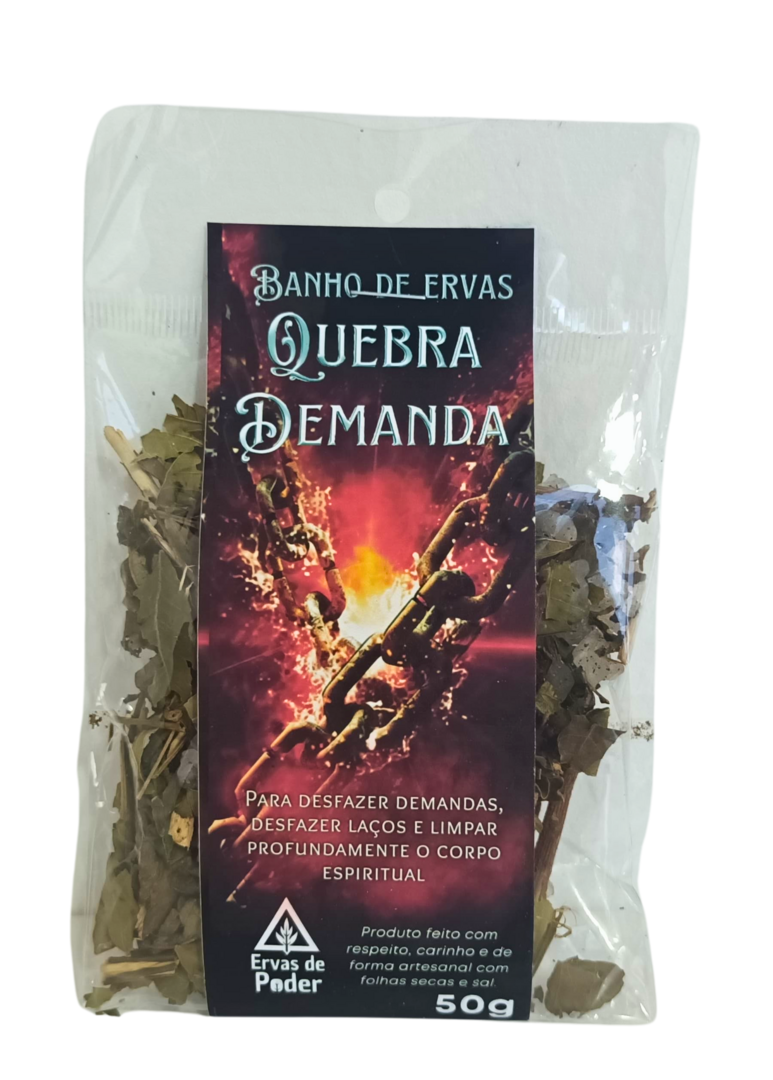 BANHO DE ERVAS
QUEBRA
DEMANDA
PARA DESFAZER DEMANDAS,
DESFAZER LAÇOS E LIMPAR
PROFUNDAMENTE O CORPO
ESPIRITUAL
Ervas de
Poder
Produto feito com
respeito, carinho e de
forma artesanal com
folhas secas e sal.
50g